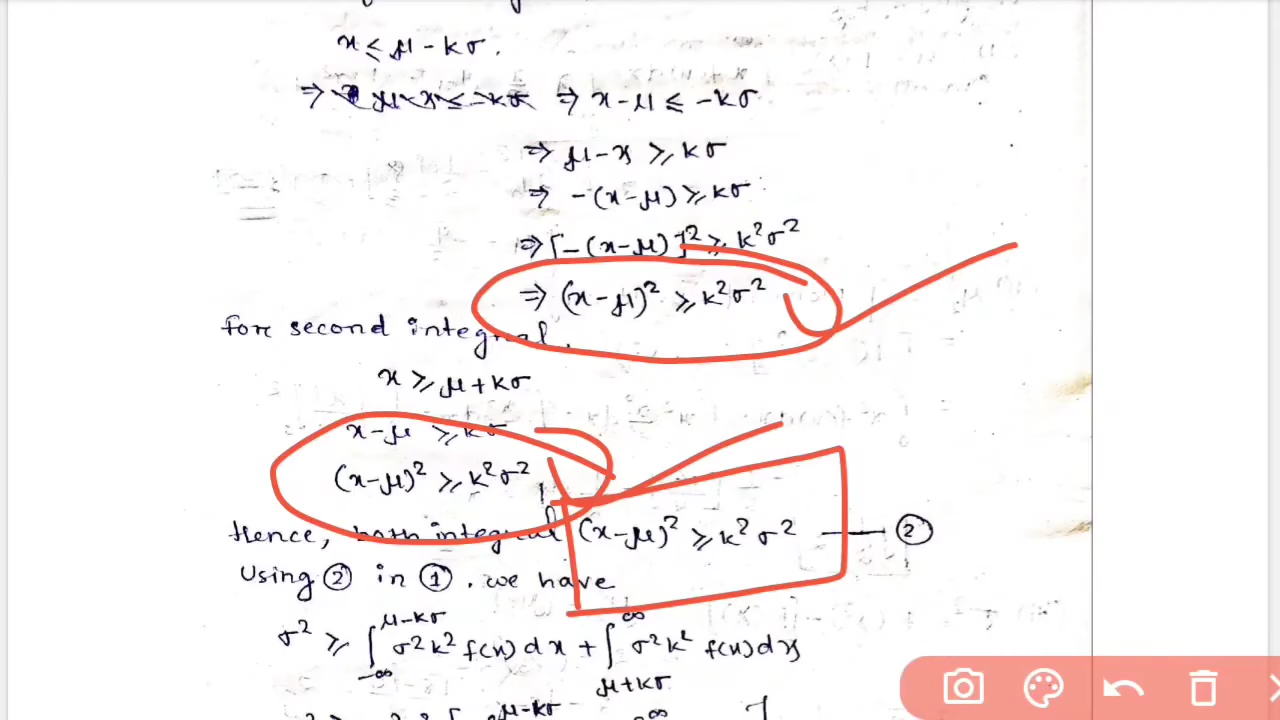 x ≤ μ - kσ.
⇒ μ-x ≤ -kσ ⇒ x-μ ≤ -kσ
⇒ μ-x ≥ kσ
⇒ -(x-μ) ≥ kσ
⇒ [-(x-μ)]² ≥ k²σ²
⇒ (x-μ)² ≥ k²σ²
for second integral,
x ≥ μ+kσ
x-μ ≥ kσ
(x-μ)² ≥ k²σ²
Hence, both integral (x-μ)² ≥ k²σ² — ②
Using ② in ①, we have
σ² ≥ ∫_{-∞}^{μ-kσ} σ²k² f(x) dx + ∫_{μ+kσ}^{∞} σ²k² f(x) dx